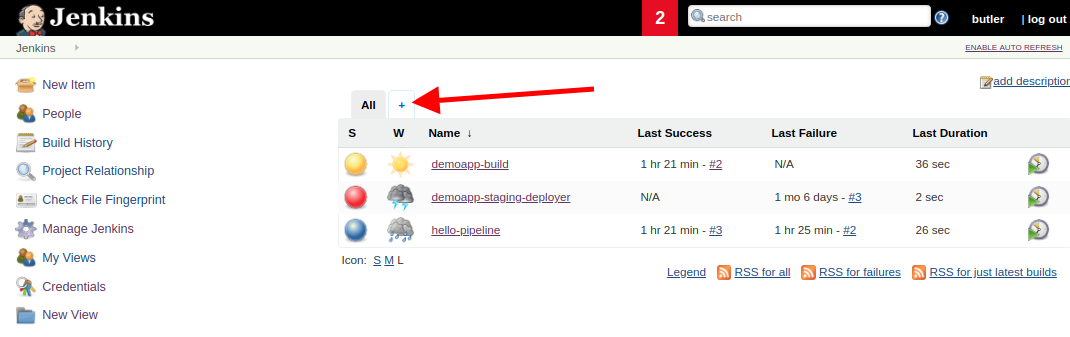 Jenkins 2 search ? butler | log out
Jenkins ENABLE AUTO REFRESH
New Item
People
Build History
Project Relationship
Check File Fingerprint
Manage Jenkins
My Views
Credentials
New View
add description
All +
S W Name ↓ Last Success Last Failure Last Duration
demoapp-build 1 hr 21 min - #2 N/A 36 sec
demoapp-staging-deployer N/A 1 mo 6 days - #3 2 sec
hello-pipeline 1 hr 21 min - #3 1 hr 25 min - #2 26 sec
Icon: S M L
Legend RSS for all RSS for failures RSS for just latest builds